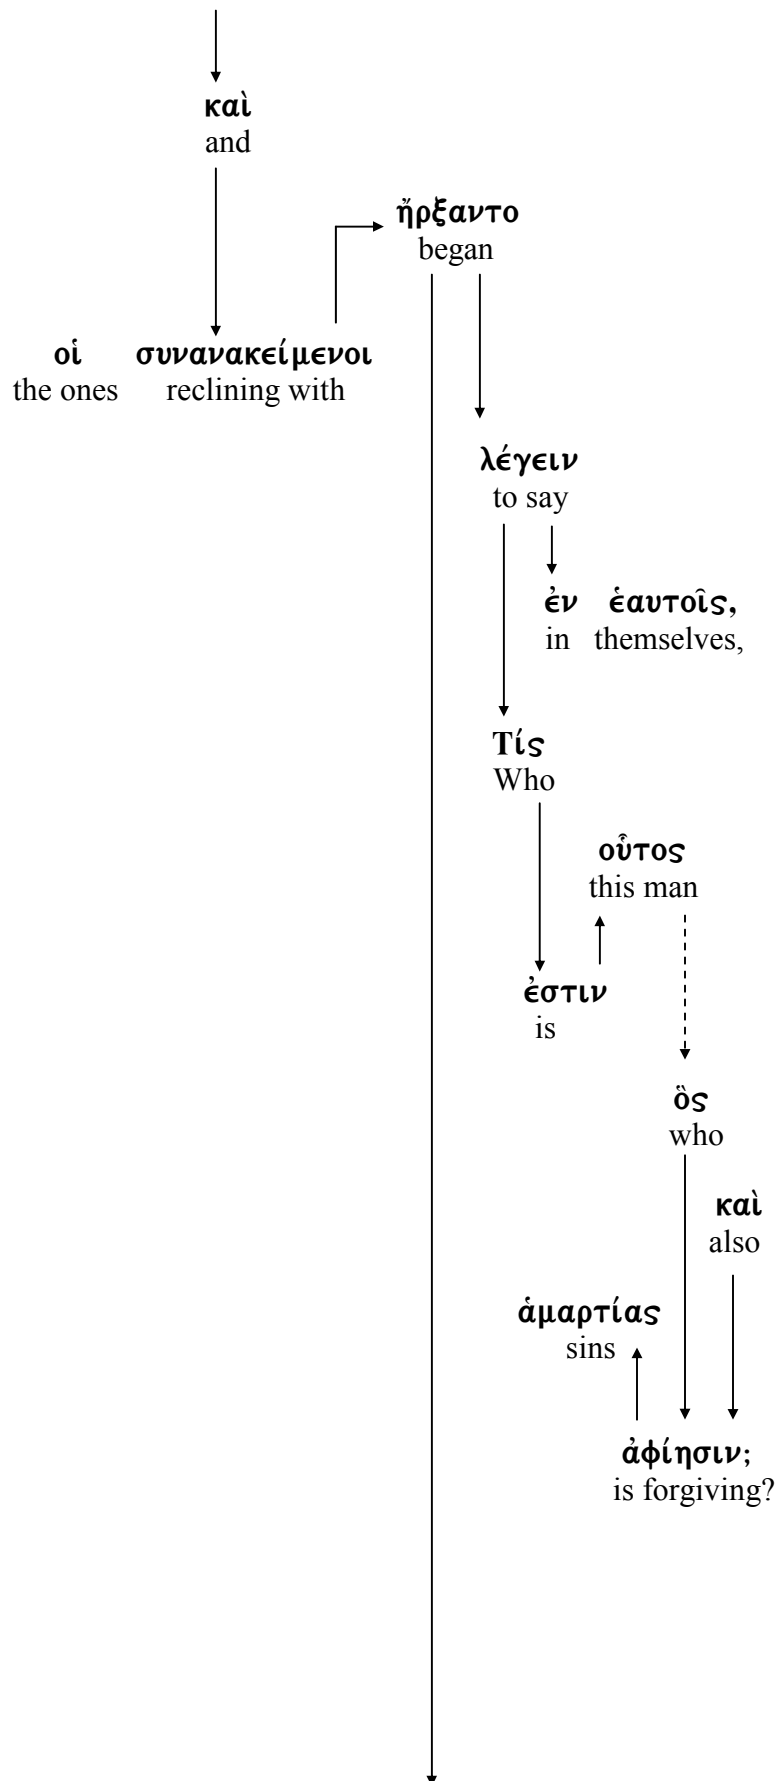 καὶ
and
ἤρξαντο
began
οἱ συνανακείμενοι
the ones reclining with
λέγειν
to say
ἐν ἑαυτοῖς,
in themselves,
Τίς
Who
οὗτος
this man
ἐστιν
is
ὃς
who
καὶ
also
ἁμαρτίας
sins
ἀφίησιν;
is forgiving?